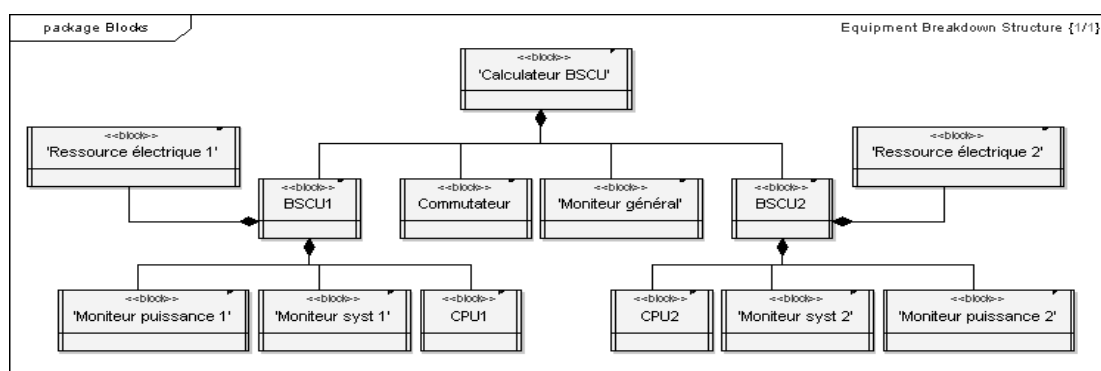 package Blocks
Equipment Breakdown Structure {1/1}
<<block>>
'Calculateur BSCU'
<<block>>
'Ressource électrique 1'
<<block>>
'Ressource électrique 2'
<<block>>
BSCU1
<<block>>
Commutateur
<<block>>
'Moniteur général'
<<block>>
BSCU2
<<block>>
'Moniteur puissance 1'
<<block>>
'Moniteur syst 1'
<<block>>
CPU1
<<block>>
CPU2
<<block>>
'Moniteur syst 2'
<<block>>
'Moniteur puissance 2'